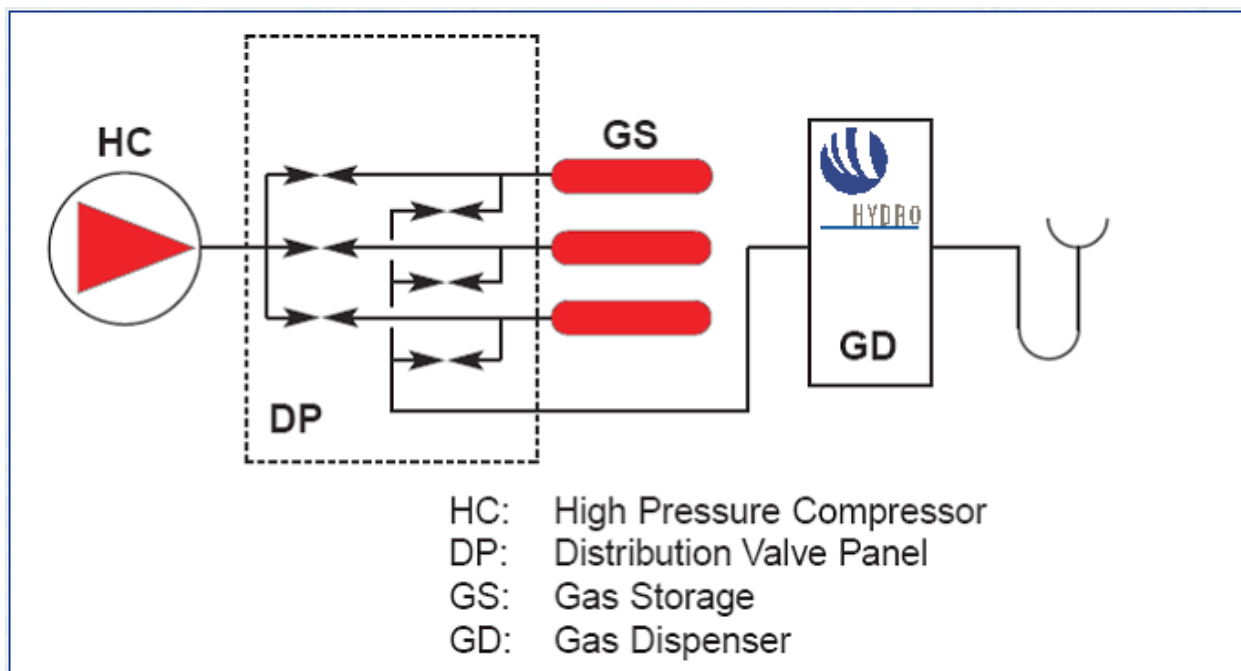 HC
GS
HYDRO
GD
DP
HC: High Pressure Compressor
DP: Distribution Valve Panel
GS: Gas Storage
GD: Gas Dispenser